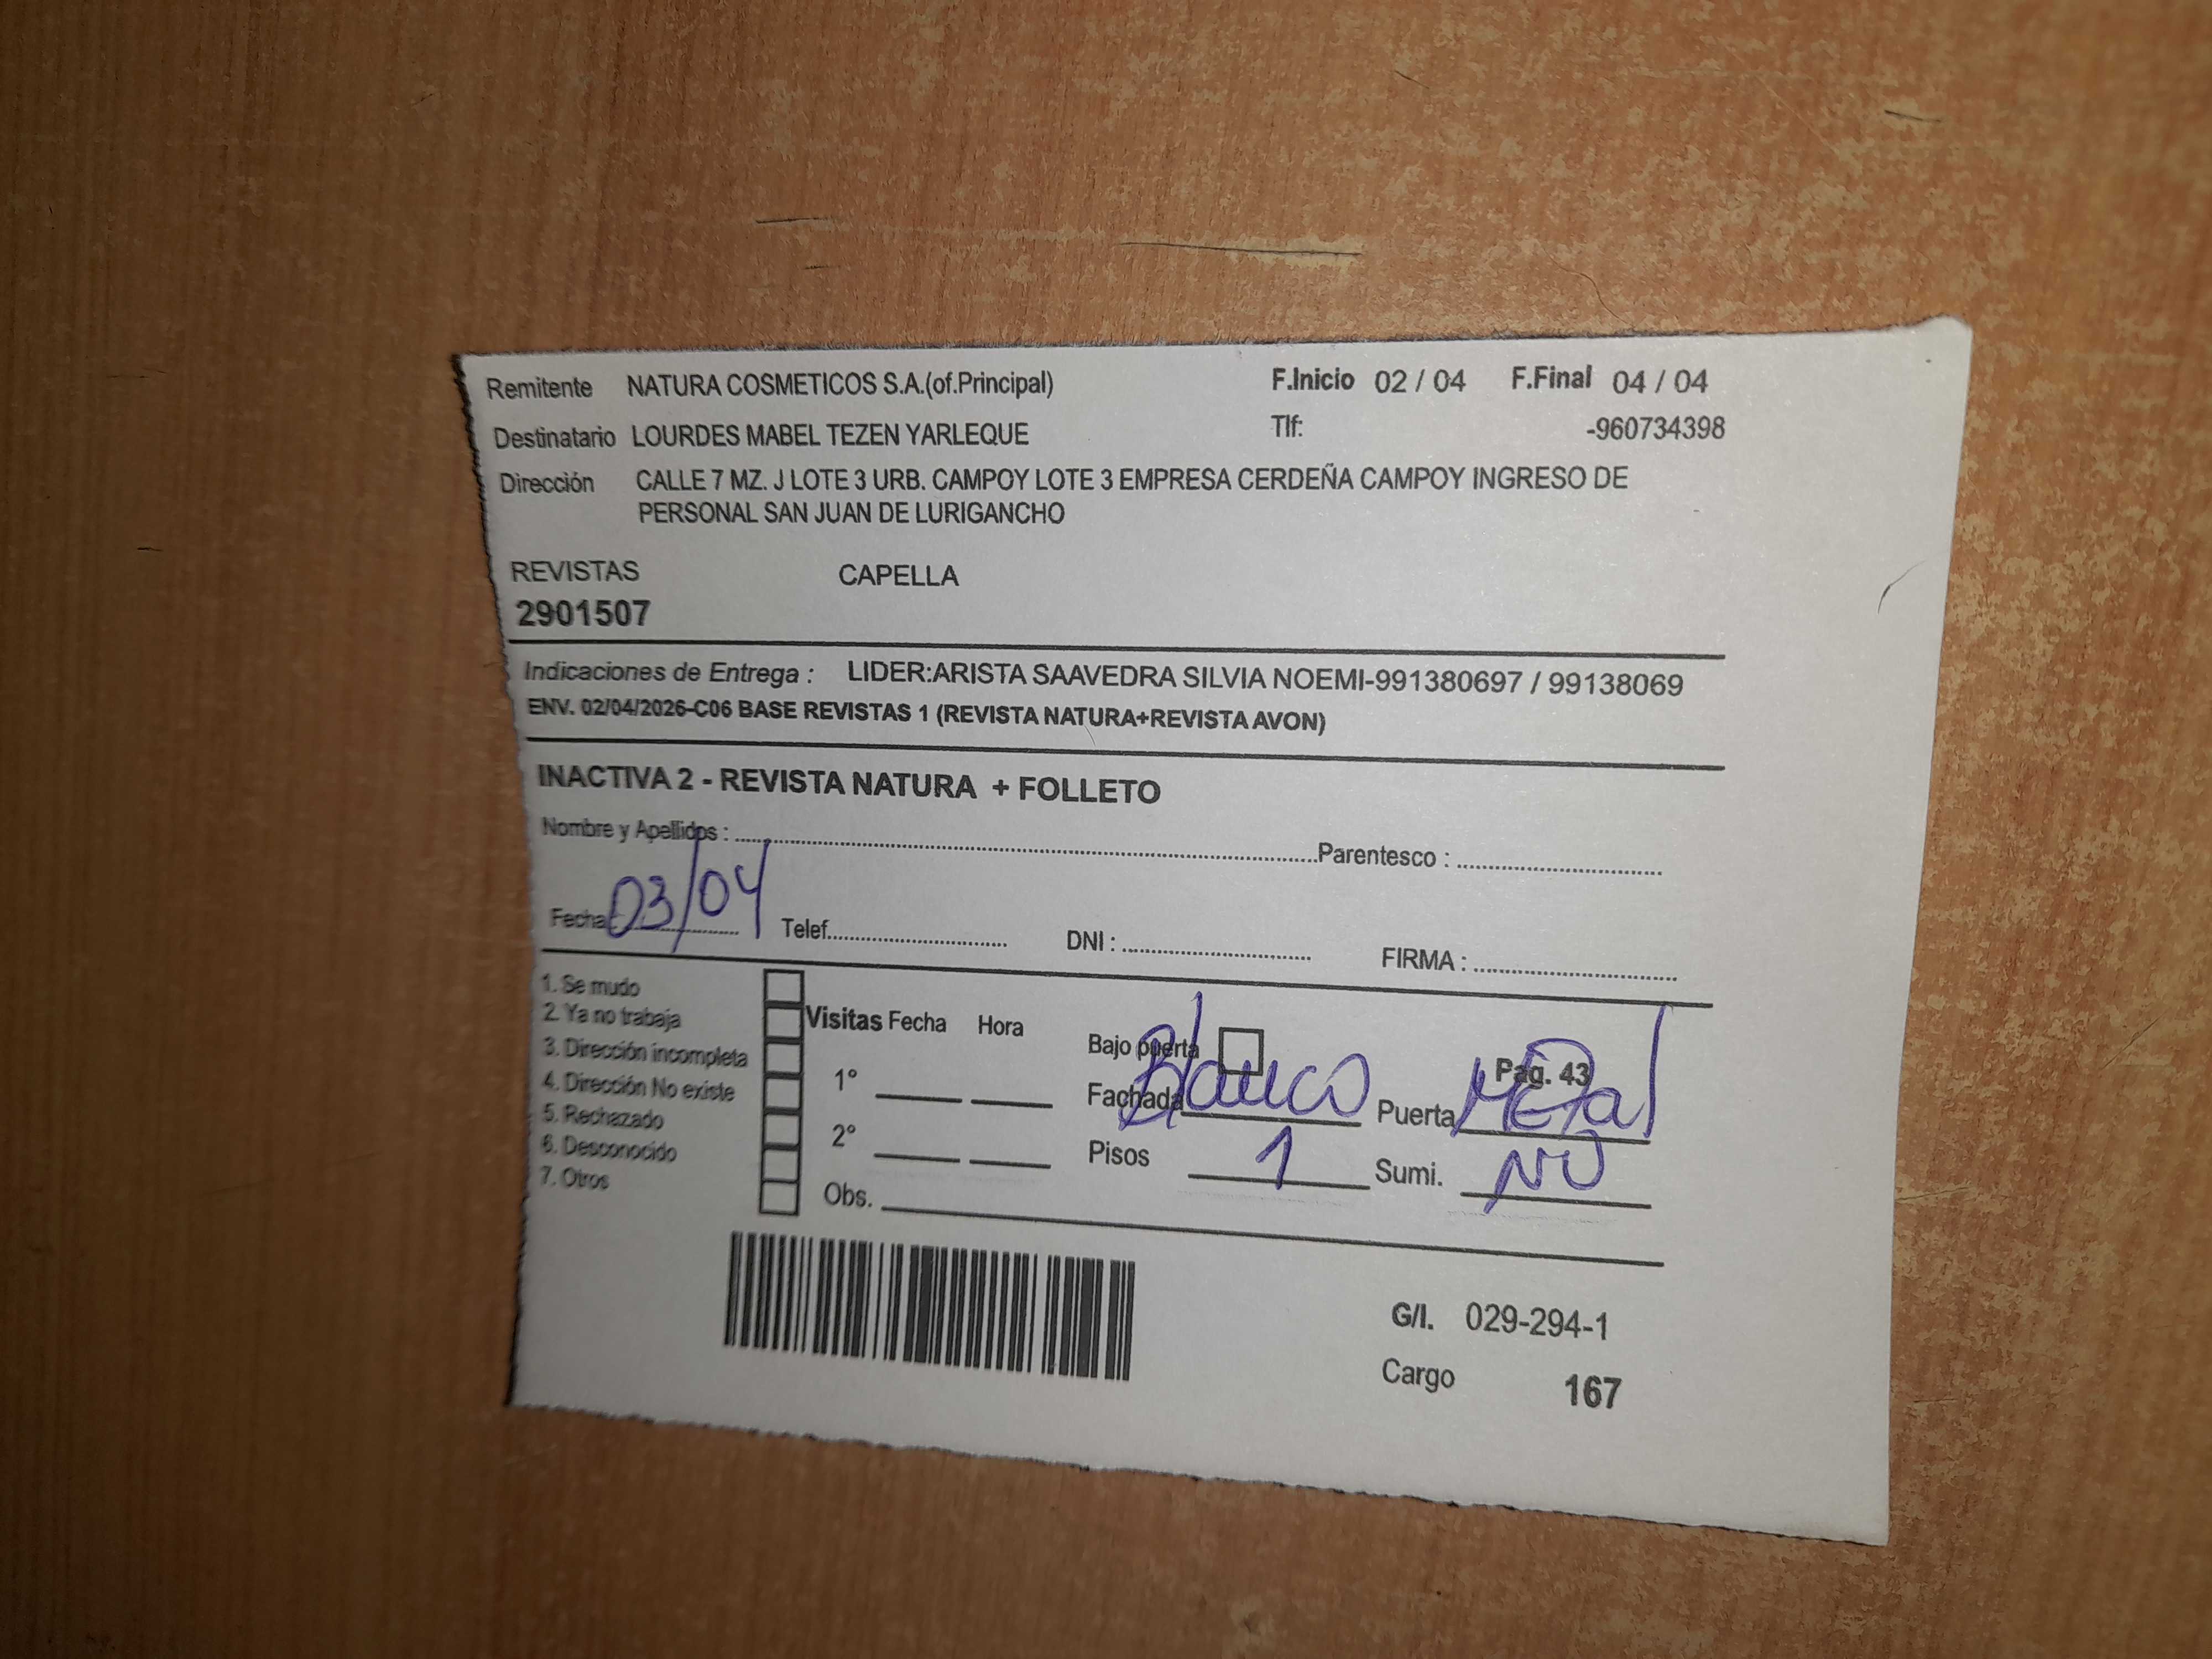 Remitente NATURA COSMETICOS S.A.(of.Principal) F.Inicio 02 / 04 F.Final 04 / 04
Destinatario LOURDES MABEL TEZEN YARLEQUE Tlf: -960734398
Dirección CALLE 7 MZ. J LOTE 3 URB. CAMPOY LOTE 3 EMPRESA CERDEÑA CAMPOY INGRESO DE
PERSONAL SAN JUAN DE LURIGANCHO
REVISTAS CAPELLA
2901507
Indicaciones de Entrega : LIDER:ARISTA SAAVEDRA SILVIA NOEMI-991380697 / 99138069
ENV. 02/04/2026-C06 BASE REVISTAS 1 (REVISTA NATURA+REVISTA AVON)
INACTIVA 2 - REVISTA NATURA + FOLLETO
Nombre y Apellidos : Parentesco :
Fecha 03/04 Telef. DNI : FIRMA :
1. Se mudo
2. Ya no trabaja
3. Dirección incompleta
4. Dirección No existe
5. Rechazado
6. Desconocido
7. Otros
Visitas Fecha Hora
1°
2°
Obs.
Bajo puerta Pag. 43
Fachada Blanco Puerta Metal
Pisos 1 Sumi. NO
G/I. 029-294-1
Cargo 167